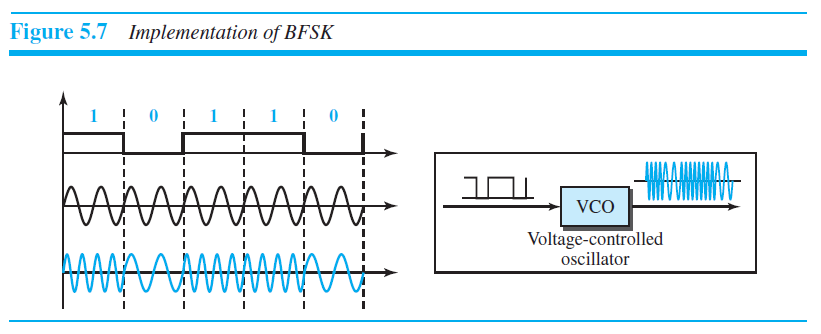 Figure 5.7 Implementation of BFSK
1 0 1 1 0
VCO
Voltage-controlled
oscillator